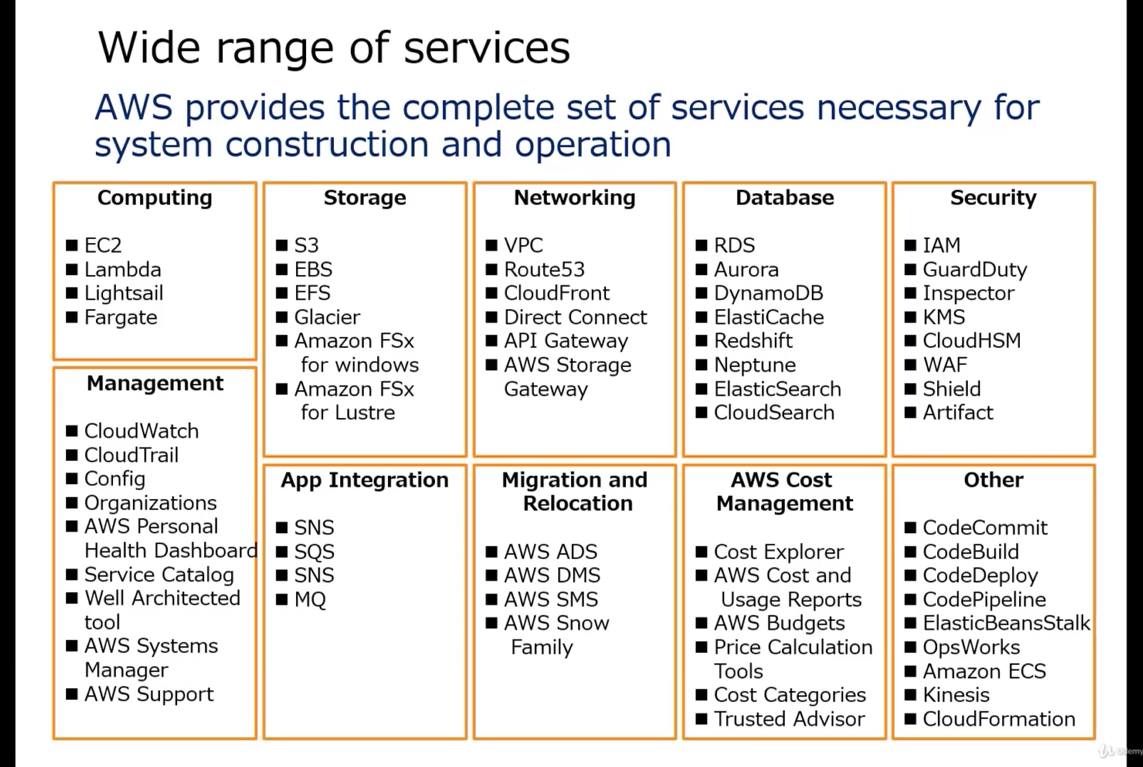 Wide range of services
AWS provides the complete set of services necessary for
system construction and operation
Computing
■ EC2
■ Lambda
■ Lightsail
■ Fargate
Management
■ CloudWatch
■ CloudTrail
■ Config
■ Organizations
■ AWS Personal
Health Dashboard
■ Service Catalog
■ Well Architected
tool
■ AWS Systems
Manager
■ AWS Support
Storage
■ S3
■ EBS
■ EFS
■ Glacier
■ Amazon FSx
for windows
■ Amazon FSx
for Lustre
App Integration
■ SNS
■ SQS
■ SNS
■ MQ
Networking
■ VPC
■ Route53
■ CloudFront
■ Direct Connect
■ API Gateway
■ AWS Storage
Gateway
Migration and
Relocation
■ AWS ADS
■ AWS DMS
■ AWS SMS
■ AWS Snow
Family
Database
■ RDS
■ Aurora
■ DynamoDB
■ ElastiCache
■ Redshift
■ Neptune
■ ElasticSearch
■ CloudSearch
AWS Cost
Management
■ Cost Explorer
■ AWS Cost and
Usage Reports
■ AWS Budgets
■ Price Calculation
Tools
■ Cost Categories
■ Trusted Advisor
Security
■ IAM
■ GuardDuty
■ Inspector
■ KMS
■ CloudHSM
■ WAF
■ Shield
■ Artifact
Other
■ CodeCommit
■ CodeBuild
■ CodeDeploy
■ CodePipeline
■ ElasticBeansStalk
■ OpsWorks
■ Amazon ECS
■ Kinesis
■ CloudFormation
Udemy